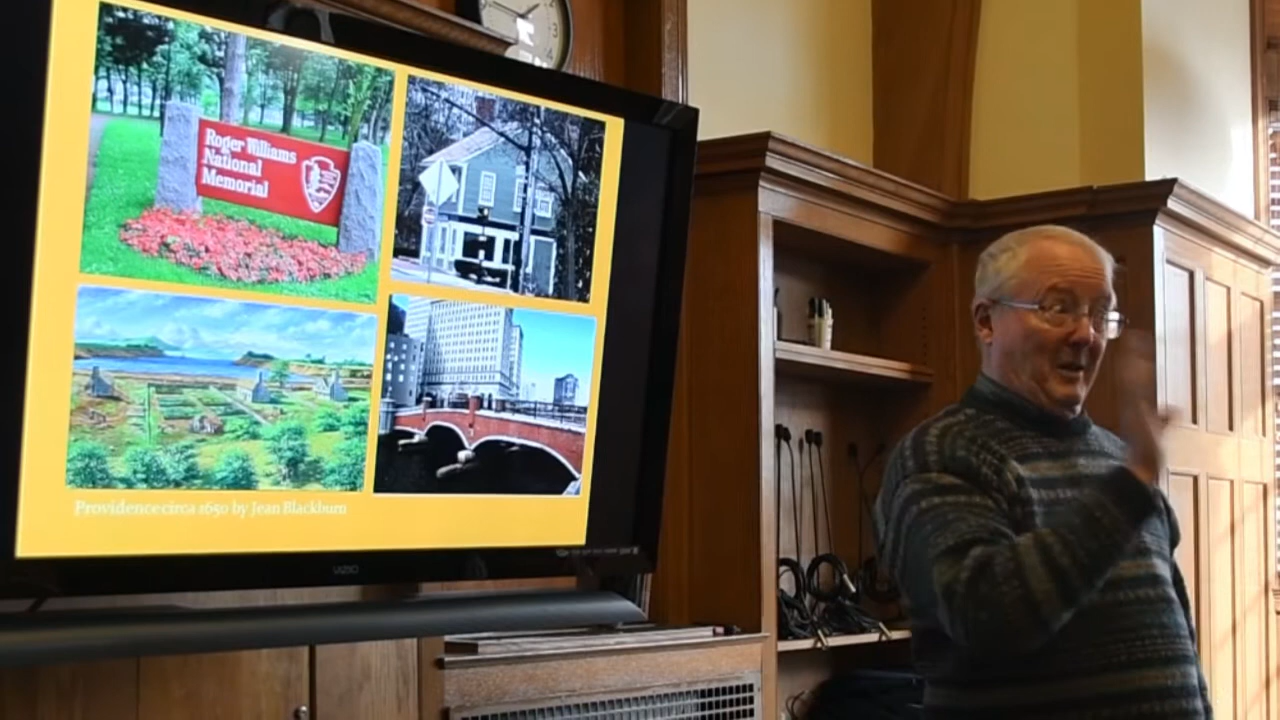 Roger Williams
National
Memorial
Providence circa 1650 by Jean Blackburn
VIZIO